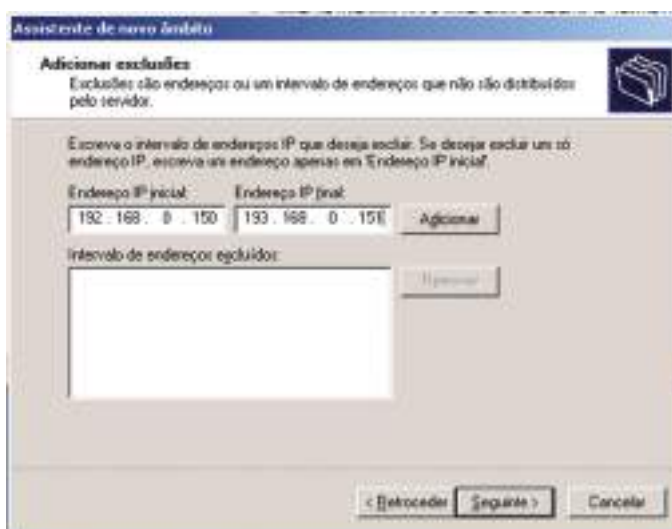 Assistente de novo âmbito
Adicionar exclusões
Exclusões são endereços ou um intervalo de endereços que não são distribuídos
pelo servidor.
Escreva o intervalo de endereços IP que deseja excluir. Se desejar excluir um só
endereço IP, escreva um endereço apenas em 'Endereço IP inicial'.
Endereço IP inicial: Endereço IP final:
192 . 168 . 0 . 150 193 . 168 . 0 . 151 Adicionar
Intervalo de endereços excluídos:
Remover
< Retroceder Seguinte > Cancelar